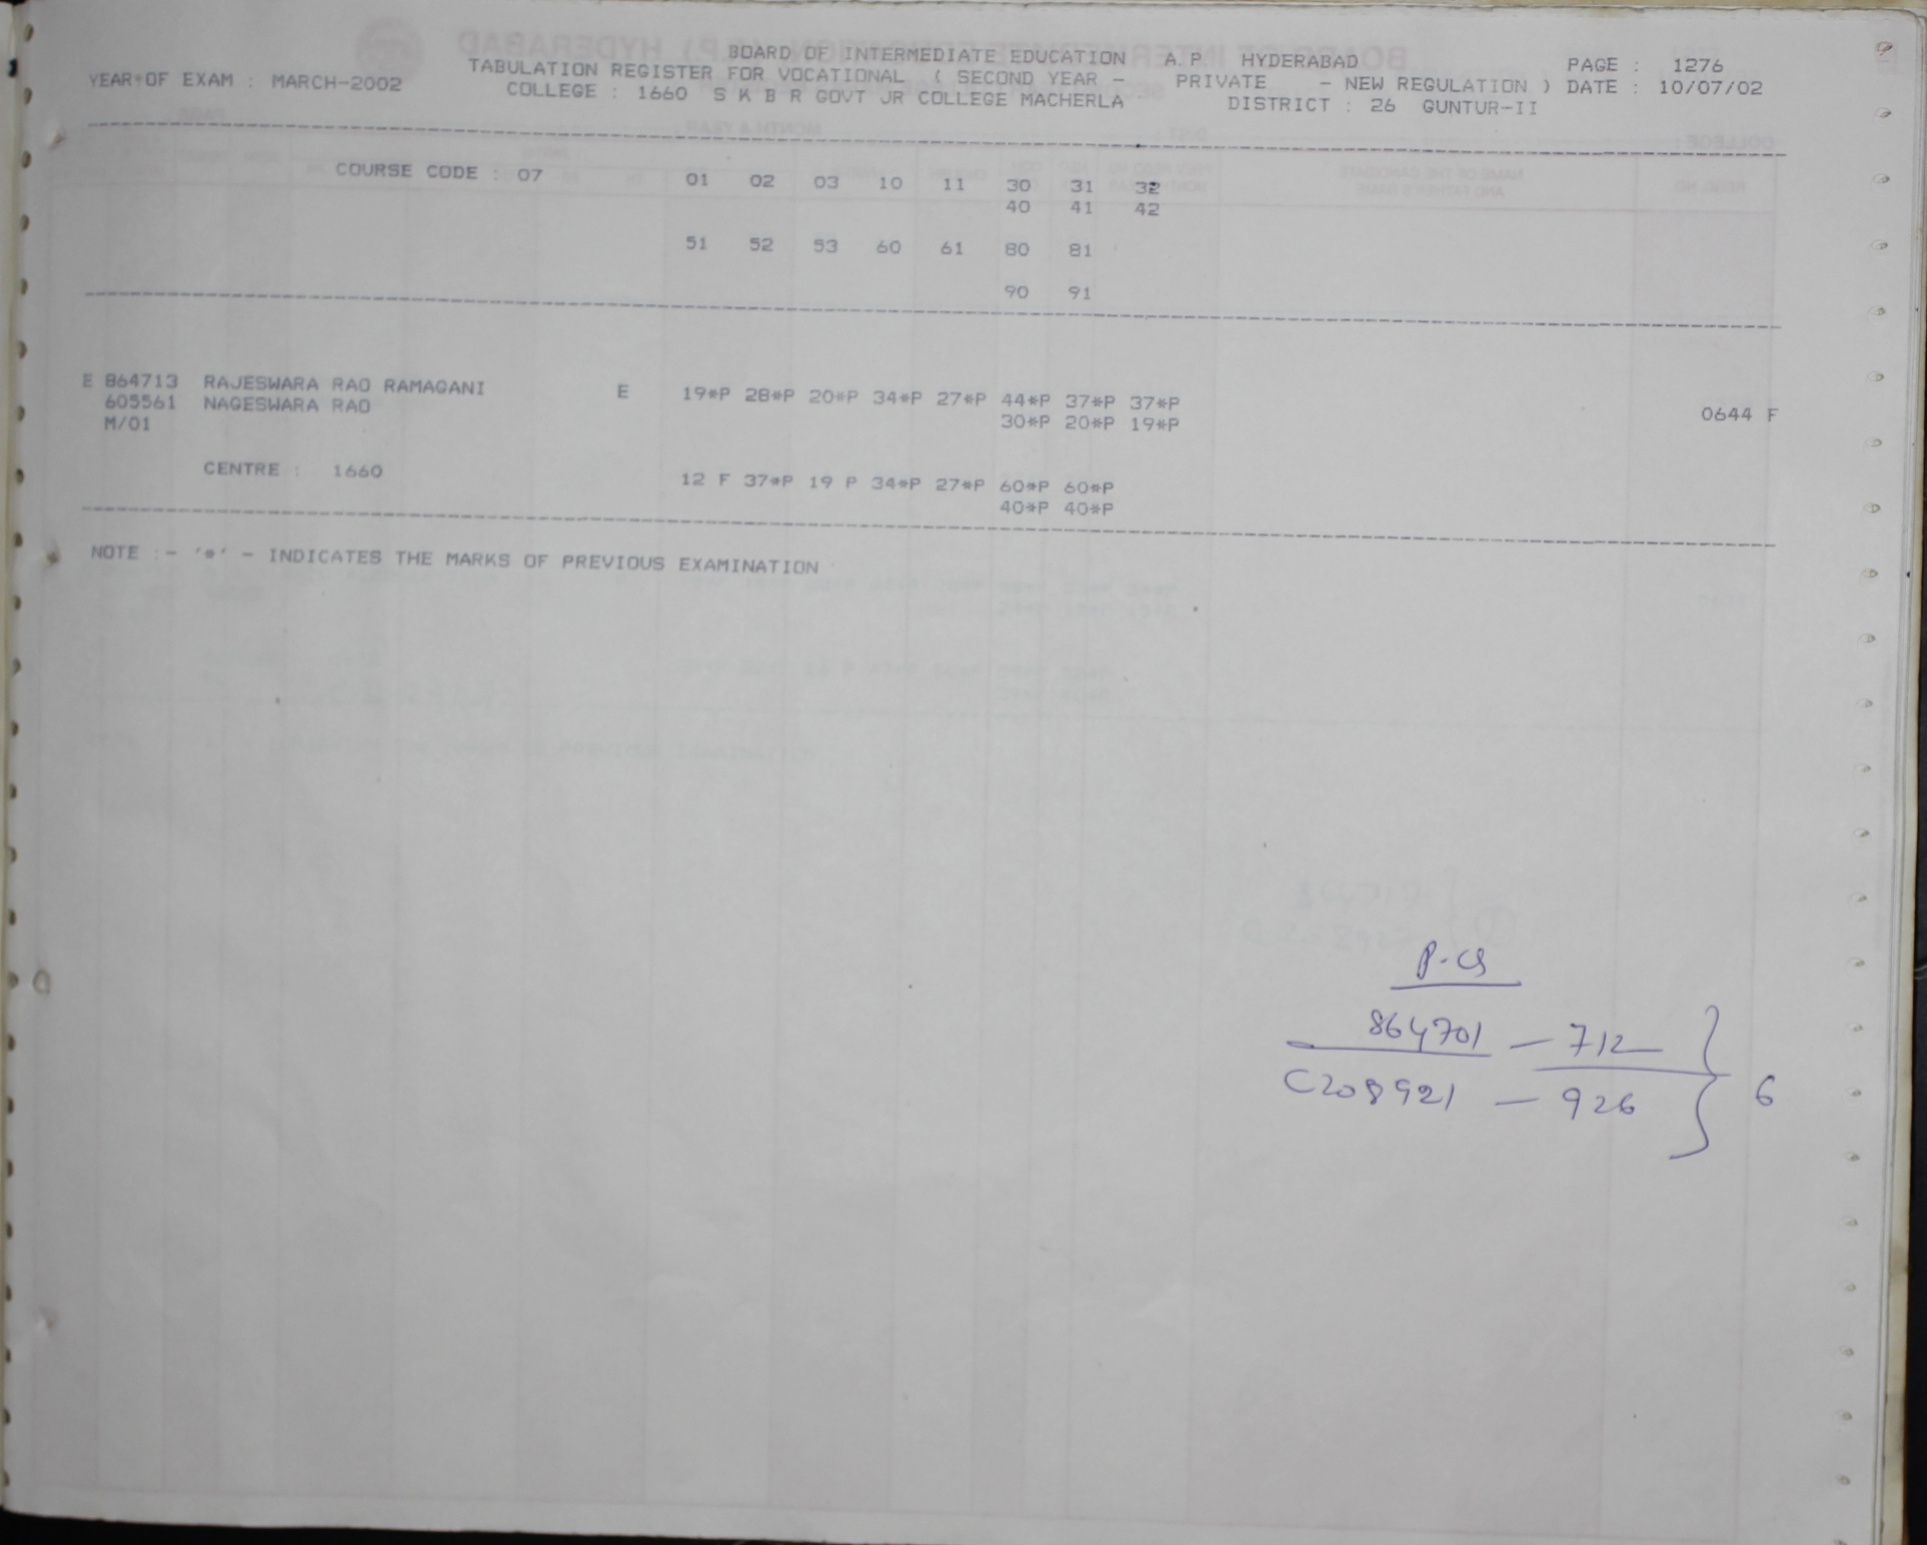 BOARD OF INTERMEDIATE EDUCATION A.P HYDERABAD
YEAR OF EXAM : MARCH-2002 TABULATION REGISTER FOR VOCATIONAL ( SECOND YEAR - PRIVATE - NEW REGULATION ) PAGE : 1276
COLLEGE : 1660 S K B R GOVT JR COLLEGE MACHERLA DISTRICT : 26 GUNTUR-II DATE : 10/07/02
COURSE CODE : 07 01 02 03 10 11 30 31 32
40 41 42
51 52 53 60 61 80 81
90 91
E 864713 RAJESWARA RAO RAMAGANI E 19*P 28*P 20*P 34*P 27*P 44*P 37*P 37*P
605561 NAGESWARA RAO 30*P 20*P 19*P 0644 F
M/01
CENTRE : 1660 12 F 37*P 19 P 34*P 27*P 60*P 60*P
40*P 40*P
NOTE :- '*' - INDICATES THE MARKS OF PREVIOUS EXAMINATION
864701 - 712
C208921 - 926 } 6